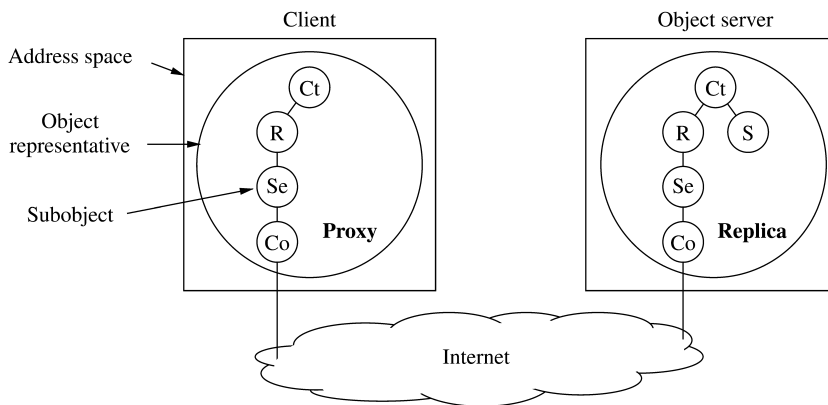 Client
Object server
Address space
Object
representative
Subobject
Ct
R
Se
Co
Proxy
Ct
R
S
Se
Co
Replica
Internet